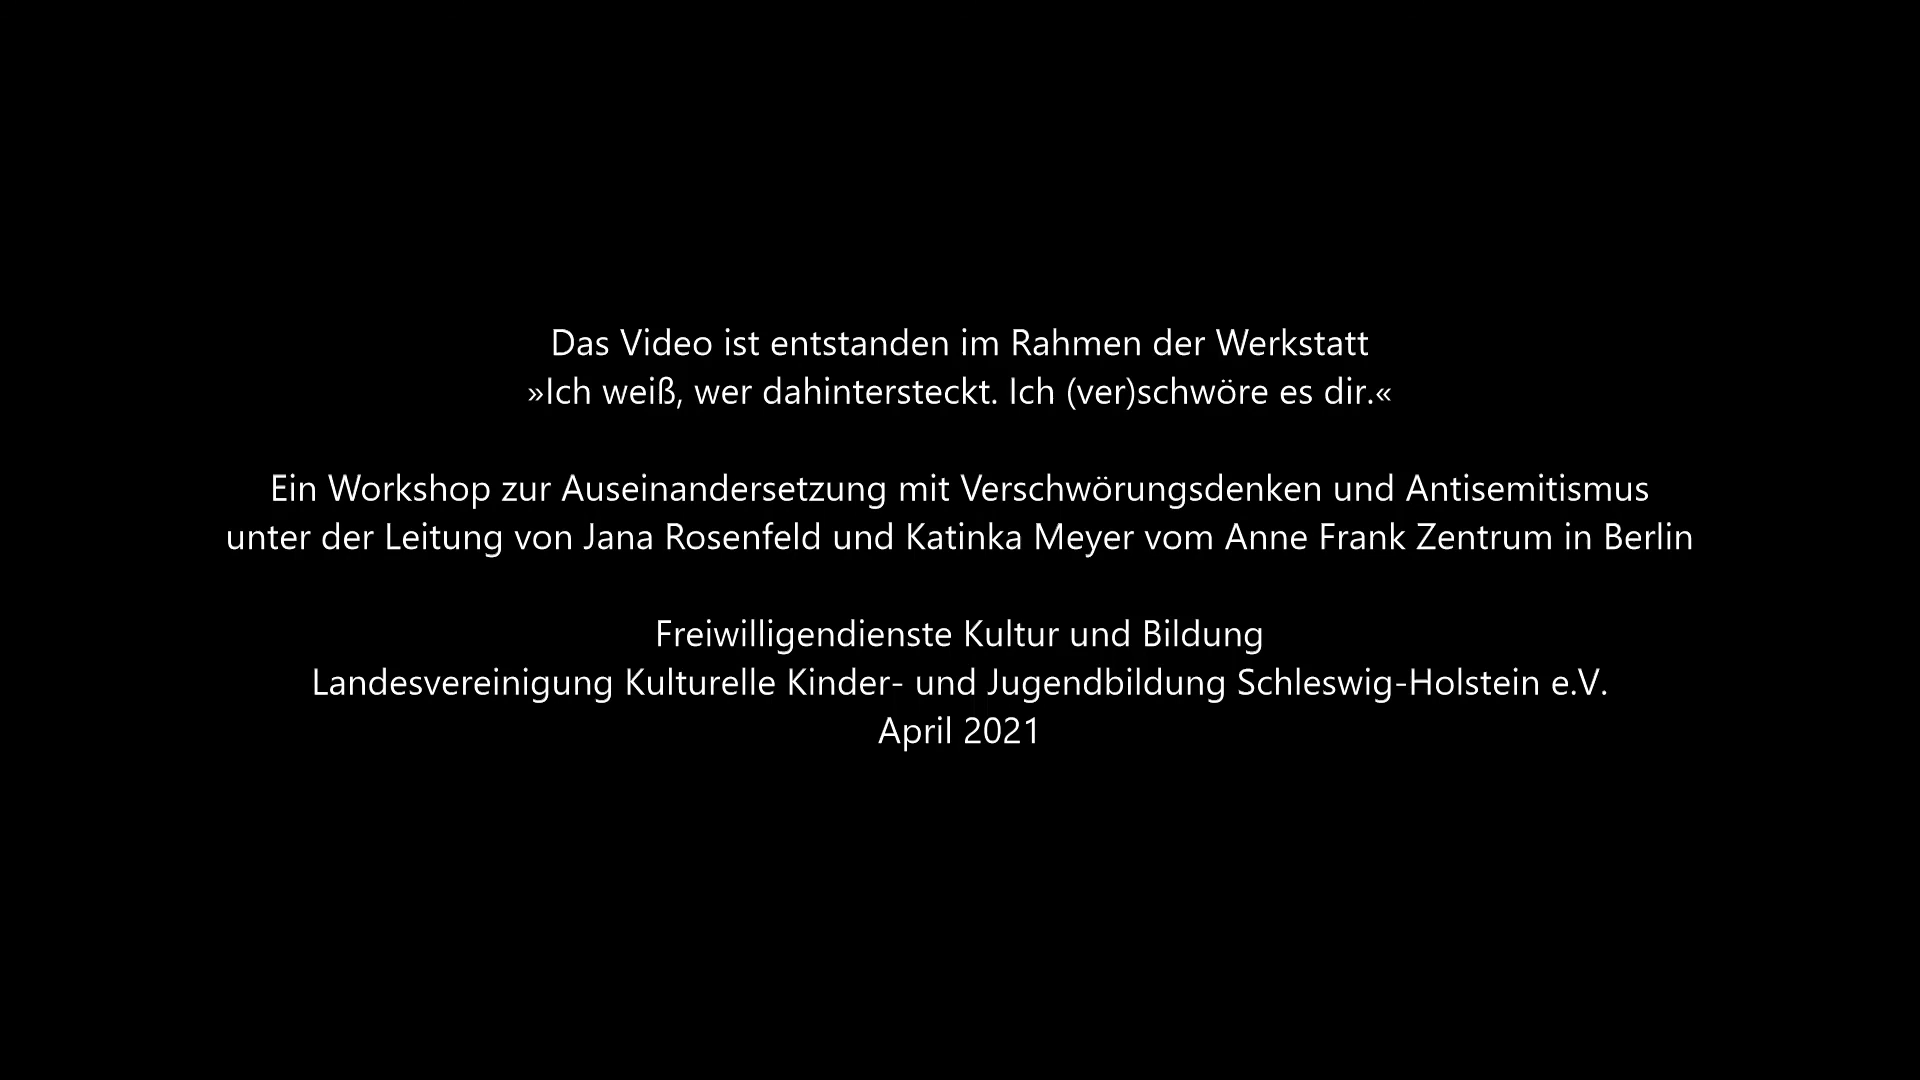 Das Video ist entstanden im Rahmen der Werkstatt
»Ich weiß, wer dahintersteckt. Ich (ver)schwöre es dir.«
Ein Workshop zur Auseinandersetzung mit Verschwörungsdenken und Antisemitismus
unter der Leitung von Jana Rosenfeld und Katinka Meyer vom Anne Frank Zentrum in Berlin
Freiwilligendienste Kultur und Bildung
Landesvereinigung Kulturelle Kinder- und Jugendbildung Schleswig-Holstein e.V.
April 2021